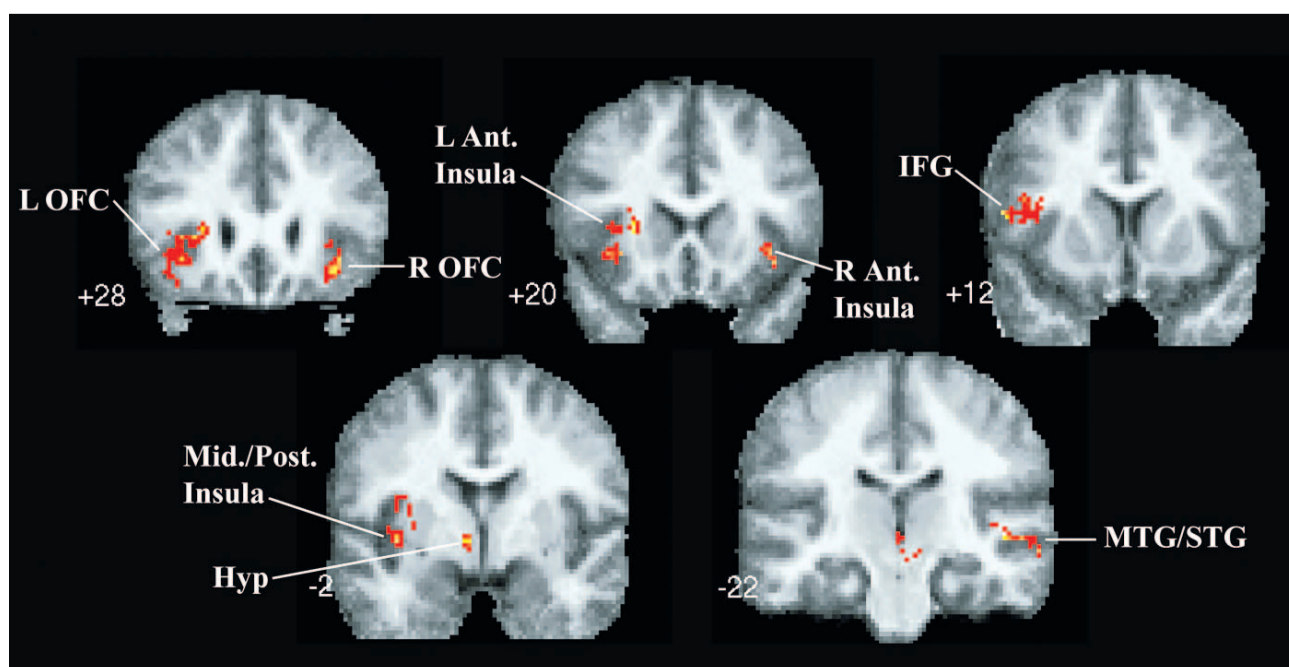 L OFC
R OFC
+28
L Ant.
Insula
R Ant.
Insula
+20
IFG
+12
Mid./Post.
Insula
Hyp
-2
MTG/STG
-22